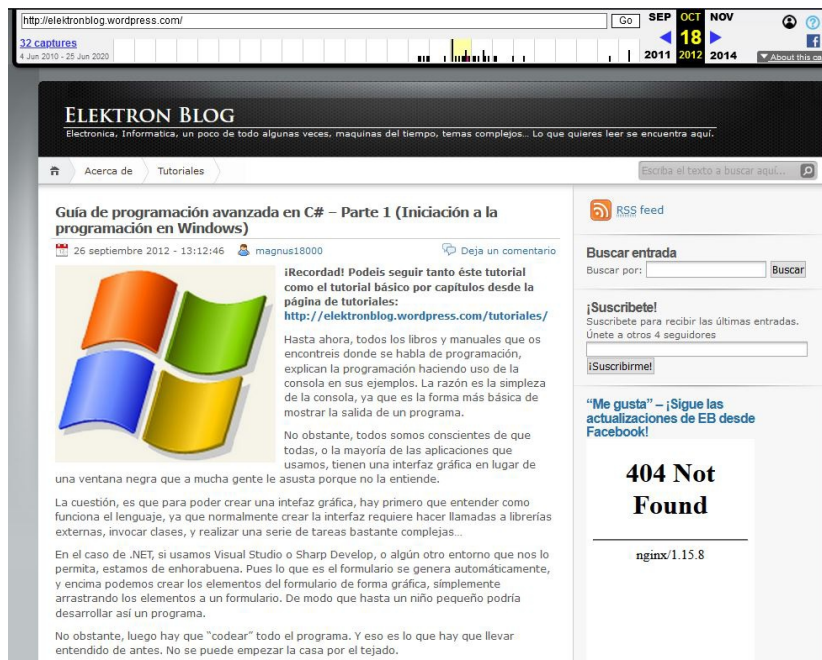 http://elektronblog.wordpress.com/
Go
SEP OCT NOV
32 captures
18
4 Jun 2010 - 25 Jun 2020
2011 2012 2014
About this ca
ELEKTRON BLOG
Electronica, Informatica, un poco de todo algunas veces, maquinas del tiempo, temas complejos... Lo que quieres leer se encuentra aquí.
Acerca de
Tutoriales
Escriba el texto a buscar aquí...
Guía de programación avanzada en C# – Parte 1 (Iniciación a la
programación en Windows)
26 septiembre 2012 - 13:12:46
magnus18000
Deja un comentario
¡Recordad! Podeis seguir tanto éste tutorial
como el tutorial básico por capítulos desde la
página de tutoriales:
http://elektronblog.wordpress.com/tutoriales/
Hasta ahora, todos los libros y manuales que os
encontreis donde se habla de programación,
explican la programación haciendo uso de la
consola en sus ejemplos. La razón es la simpleza
de la consola, ya que es la forma más básica de
mostrar la salida de un programa.
No obstante, todos somos conscientes de que
todas, o la mayoría de las aplicaciones que
usamos, tienen una interfaz gráfica en lugar de
una ventana negra que a mucha gente le asusta porque no la entiende.
La cuestión, es que para poder crear una intefaz gráfica, hay primero que entender como
funciona el lenguaje, ya que normalmente crear la interfaz requiere hacer llamadas a librerías
externas, invocar clases, y realizar una serie de tareas bastante complejas...
En el caso de .NET, si usamos Visual Studio o Sharp Develop, o algún otro entorno que nos lo
permita, estamos de enhorabuena. Pues lo que es el formulario se genera automáticamente,
y encima podemos crear los elementos del formulario de forma gráfica, símplemente
arrastrando los elementos a un formulario. De modo que hasta un niño pequeño podría
desarrollar así un programa.
No obstante, luego hay que "codear" todo el programa. Y eso es lo que hay que llevar
entendido de antes. No se puede empezar la casa por el tejado.
RSS feed
Buscar entrada
Buscar por:
Buscar
¡Suscribete!
Suscribete para recibir las últimas entradas.
Únete a otros 4 seguidores
¡Suscribirme!
"Me gusta" – ¡Sigue las
actualizaciones de EB desde
Facebook!
404 Not
Found
nginx/1.15.8